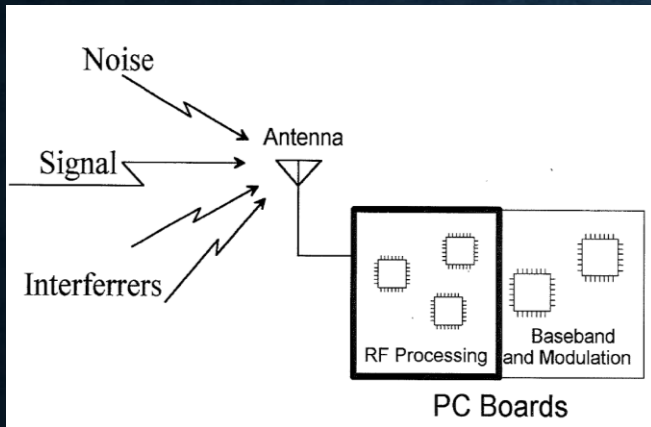 Noise
Antenna
Signal
Interferrers
RF Processing
Baseband
and Modulation
PC Boards